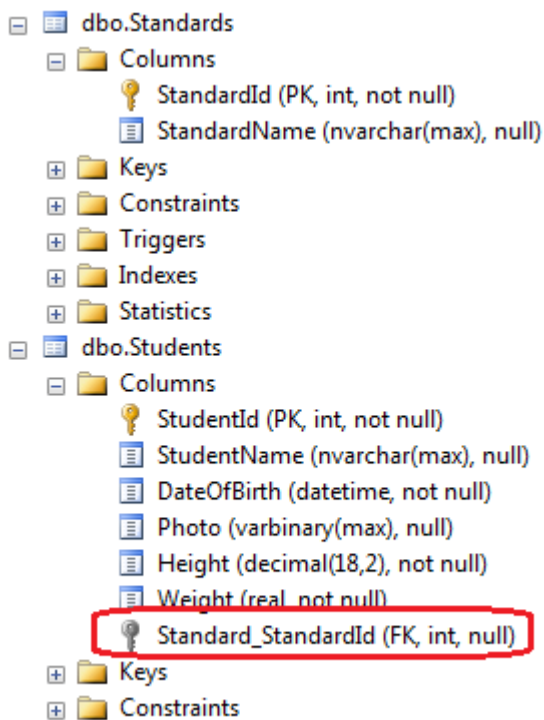 dbo.Standards
Columns
StandardId (PK, int, not null)
StandardName (nvarchar(max), null)
Keys
Constraints
Triggers
Indexes
Statistics
dbo.Students
Columns
StudentId (PK, int, not null)
StudentName (nvarchar(max), null)
DateOfBirth (datetime, not null)
Photo (varbinary(max), null)
Height (decimal(18,2), not null)
Weight (real, not null)
Standard_StandardId (FK, int, null)
Keys
Constraints